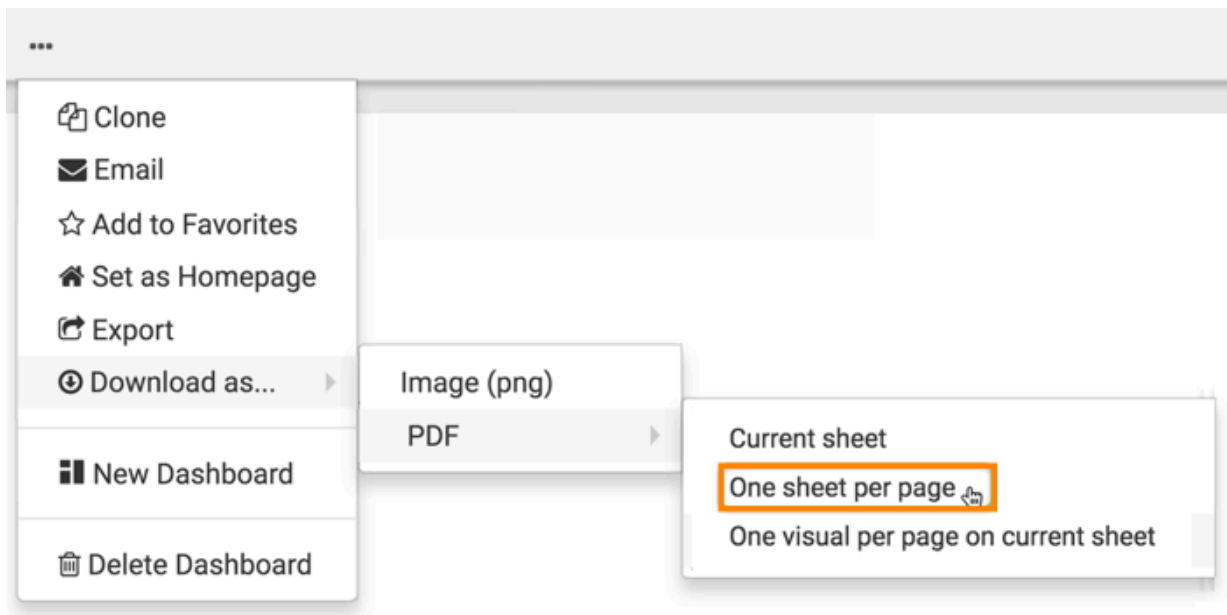 Clone
Email
Add to Favorites
Set as Homepage
Export
Download as...
New Dashboard
Delete Dashboard
Image (png)
PDF
Current sheet
One sheet per page
One visual per page on current sheet